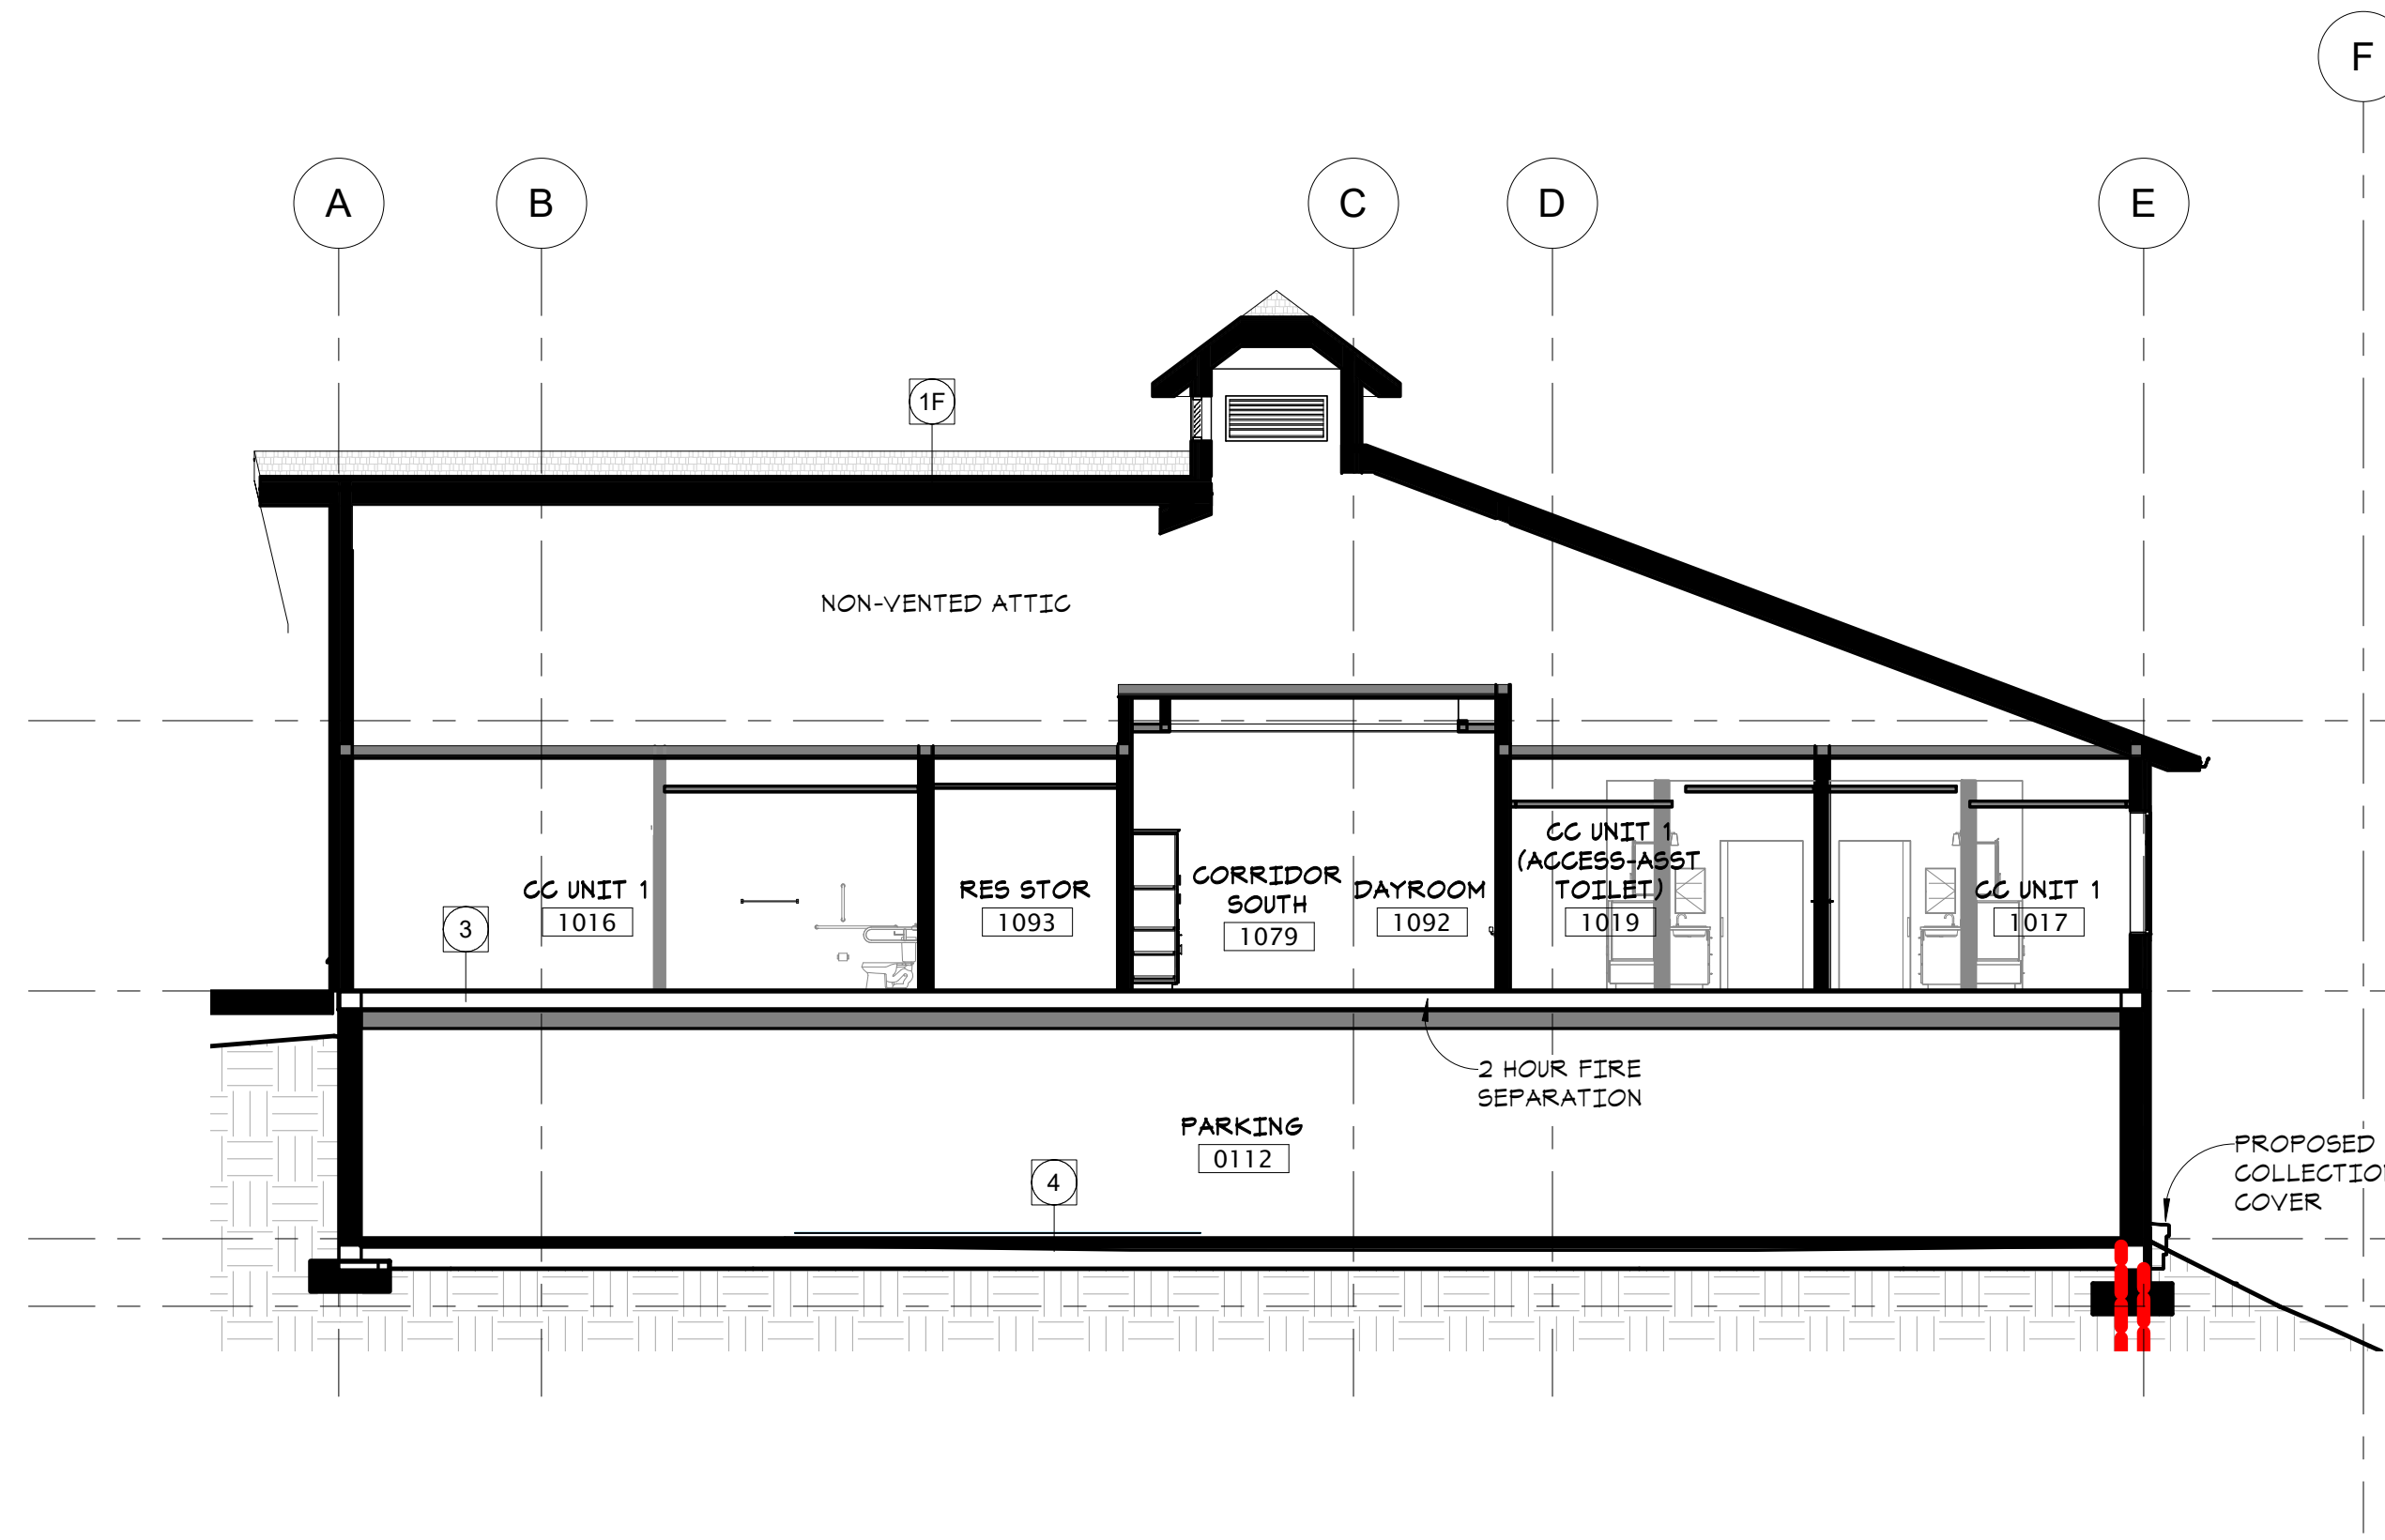 F
A
B
C
D
E
1F
NON-VENTED ATTIC
CC UNIT 1
1016
RES STOR
1093
CORRIDOR
SOUTH
1079
DAYROOM
1092
CC UNIT 1
(ACCESS-ASST
TOILET)
1019
CC UNIT 1
1017
3
2 HOUR FIRE
SEPARATION
PARKING
0112
4
PROPOSED
COVER